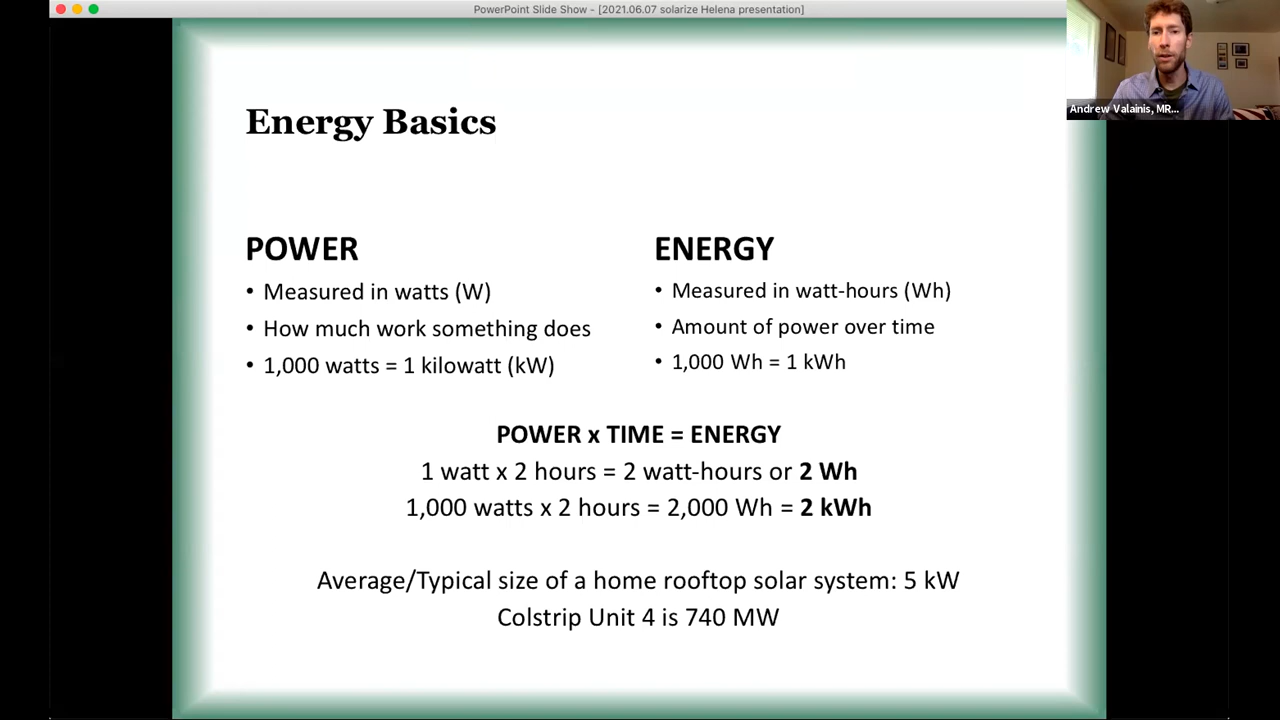 PowerPoint Slide Show - [2021.06.07 solarize Helena presentation]
Andrew Valainis, MR...
Energy Basics
POWER
• Measured in watts (W)
• How much work something does
• 1,000 watts = 1 kilowatt (kW)
ENERGY
• Measured in watt-hours (Wh)
• Amount of power over time
• 1,000 Wh = 1 kWh
POWER x TIME = ENERGY
1 watt x 2 hours = 2 watt-hours or 2 Wh
1,000 watts x 2 hours = 2,000 Wh = 2 kWh
Average/Typical size of a home rooftop solar system: 5 kW
Colstrip Unit 4 is 740 MW